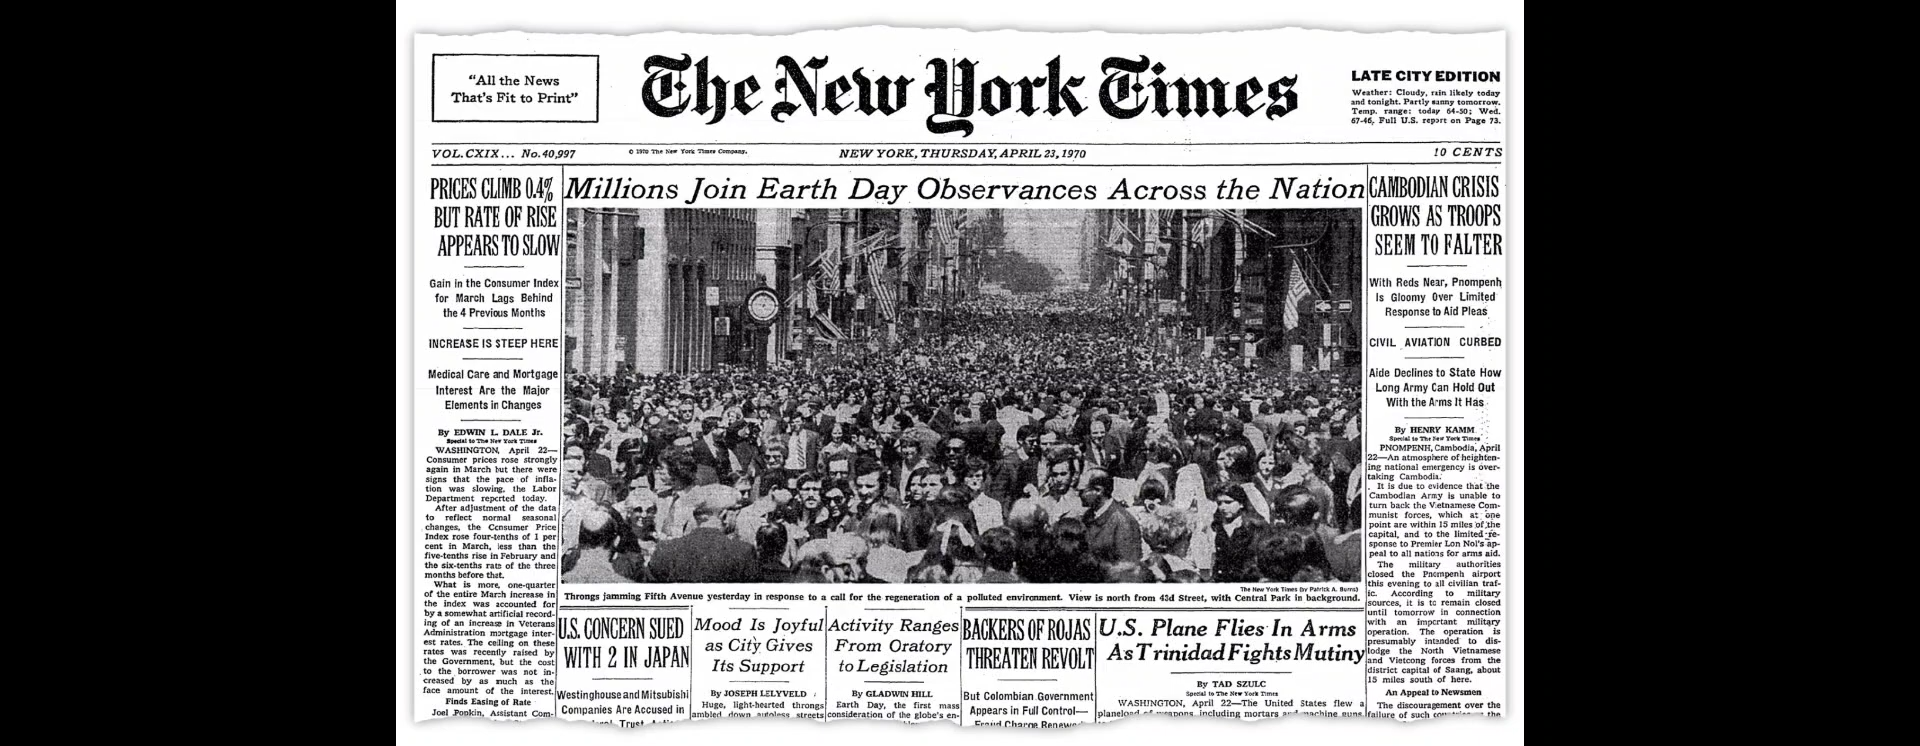 "All the News
That's Fit to Print"
The New York Times
LATE CITY EDITION
Weather: Cloudy, rain likely today
and tonight. Partly sunny tomorrow.
Temp. range: today 64-50; Wed.
67-46. Full U.S. report on Page 73.
VOL. CXIX... No. 40,997
© 1970 The New York Times Company.
NEW YORK, THURSDAY, APRIL 23, 1970
10 CENTS
PRICES CLIMB 0.4%
BUT RATE OF RISE
APPEARS TO SLOW
Gain in the Consumer Index
for March Lags Behind
the 4 Previous Months
INCREASE IS STEEP HERE
Medical Care and Mortgage
Interest Are the Major
Elements in Changes
By EDWIN L. DALE Jr.
Special to The New York Times
WASHINGTON, April 22—
Consumer prices rose strongly
again in March but there were
signs that the pace of infla-
tion was slowing, the Labor
Department reported today.
After adjustment of the data
to reflect normal seasonal
changes, the Consumer Price
Index rose four-tenths of 1 per
cent in March, less than the
five-tenths rise in February and
the six-tenths rate of the three
months before that.
What is more, one-quarter
of the entire March increase in
the index was accounted for
by a somewhat artificial record-
ing of an increase in Veterans
Administration mortgage inter-
est rates. The ceiling on these
rates was recently raised by
the Government, but the cost
to the borrower was not in-
creased by as much as the
face amount of the interest.
Finds Easing of Rate
Joel Popkin, Assistant Com-
Millions Join Earth Day Observances Across the Nation
The New York Times (by Patrick A. Burns)
Throngs jamming Fifth Avenue yesterday in response to a call for the regeneration of a polluted environment. View is north from 43d Street, with Central Park in background.
U.S. CONCERN SUED
WITH 2 IN JAPAN
Westinghouse and Mitsubishi
Companies Are Accused in
Trust
Mood Is Joyful
as City Gives
Its Support
By JOSEPH LELYVELD
Huge, light-hearted throngs
ambled down autoless streets
Activity Ranges
From Oratory
to Legislation
By GLADWIN HILL
Earth Day, the first mass
consideration of the globe's en-
BACKERS OF ROJAS
THREATEN REVOLT
But Colombian Government
Appears in Full Control—
Fraud Charge Renewed
U.S. Plane Flies In Arms
As Trinidad Fights Mutiny
By TAD SZULC
Special to The New York Times
WASHINGTON, April 22—The United States flew a
planeload of weapons, including mortars and machine guns
CAMBODIAN CRISIS
GROWS AS TROOPS
SEEM TO FALTER
With Reds Near, Pnompenh
Is Gloomy Over Limited
Response to Aid Pleas
CIVIL AVIATION CURBED
Aide Declines to State How
Long Army Can Hold Out
With the Arms It Has
By HENRY KAMM
Special to The New York Times
PNOMPENH, Cambodia, April
22—An atmosphere of heighten-
ing national emergency is over-
taking Cambodia.
It is due to evidence that the
Cambodian Army is unable to
turn back the Vietnamese Com-
munist forces, which at one
point are within 15 miles of the
capital, and to the limited re-
sponse to Premier Lon Nol's ap-
peal to all nations for arms aid.
The military authorities
closed the Pnompenh airport
this evening to all civilian traf-
fic. According to military
sources, it is to remain closed
until tomorrow in connection
with an important military
operation. The operation is
presumably intended to dis-
lodge the North Vietnamese
and Vietcong forces from the
district capital of Saang, about
15 miles south of here.
An Appeal to Newsmen
The discouragement over the
failure of such countries as the